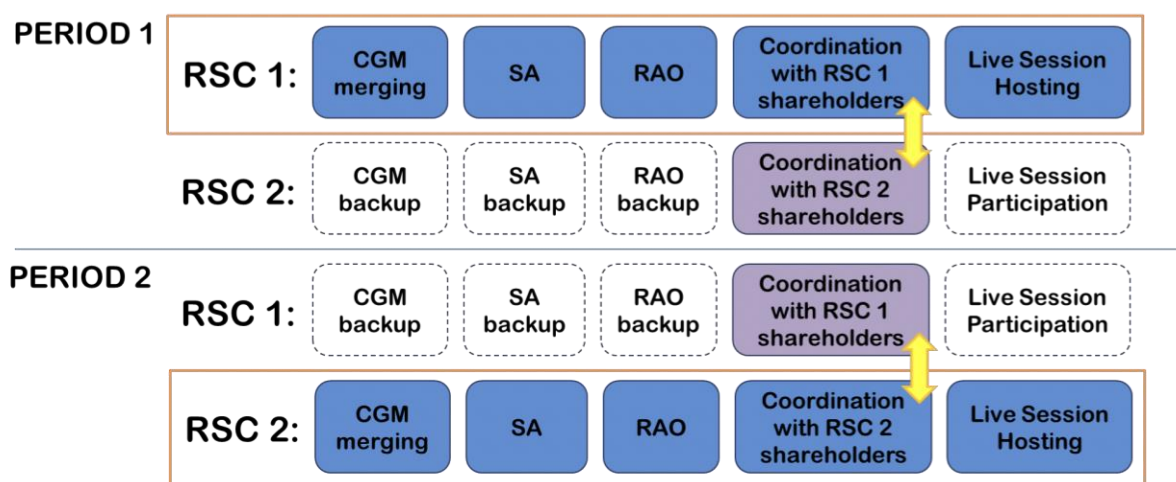 PERIOD 1
RSC 1:
CGM
merging
SA
RAO
Coordination
with RSC 1
shareholders
Live Session
Hosting
RSC 2:
CGM
backup
SA
backup
RAO
backup
Coordination
with RSC 2
shareholders
Live Session
Participation
PERIOD 2
RSC 1:
CGM
backup
SA
backup
RAO
backup
Coordination
with RSC 1
shareholders
Live Session
Participation
RSC 2:
CGM
merging
SA
RAO
Coordination
with RSC 2
shareholders
Live Session
Hosting